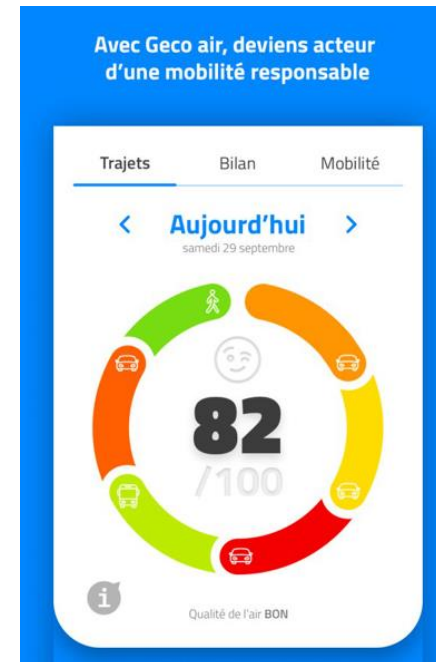 Avec Geco air, deviens acteur
d'une mobilité responsable
Trajets Bilan Mobilité
< Aujourd'hui >
samedi 29 septembre
82
/100
i
Qualité de l'air BON